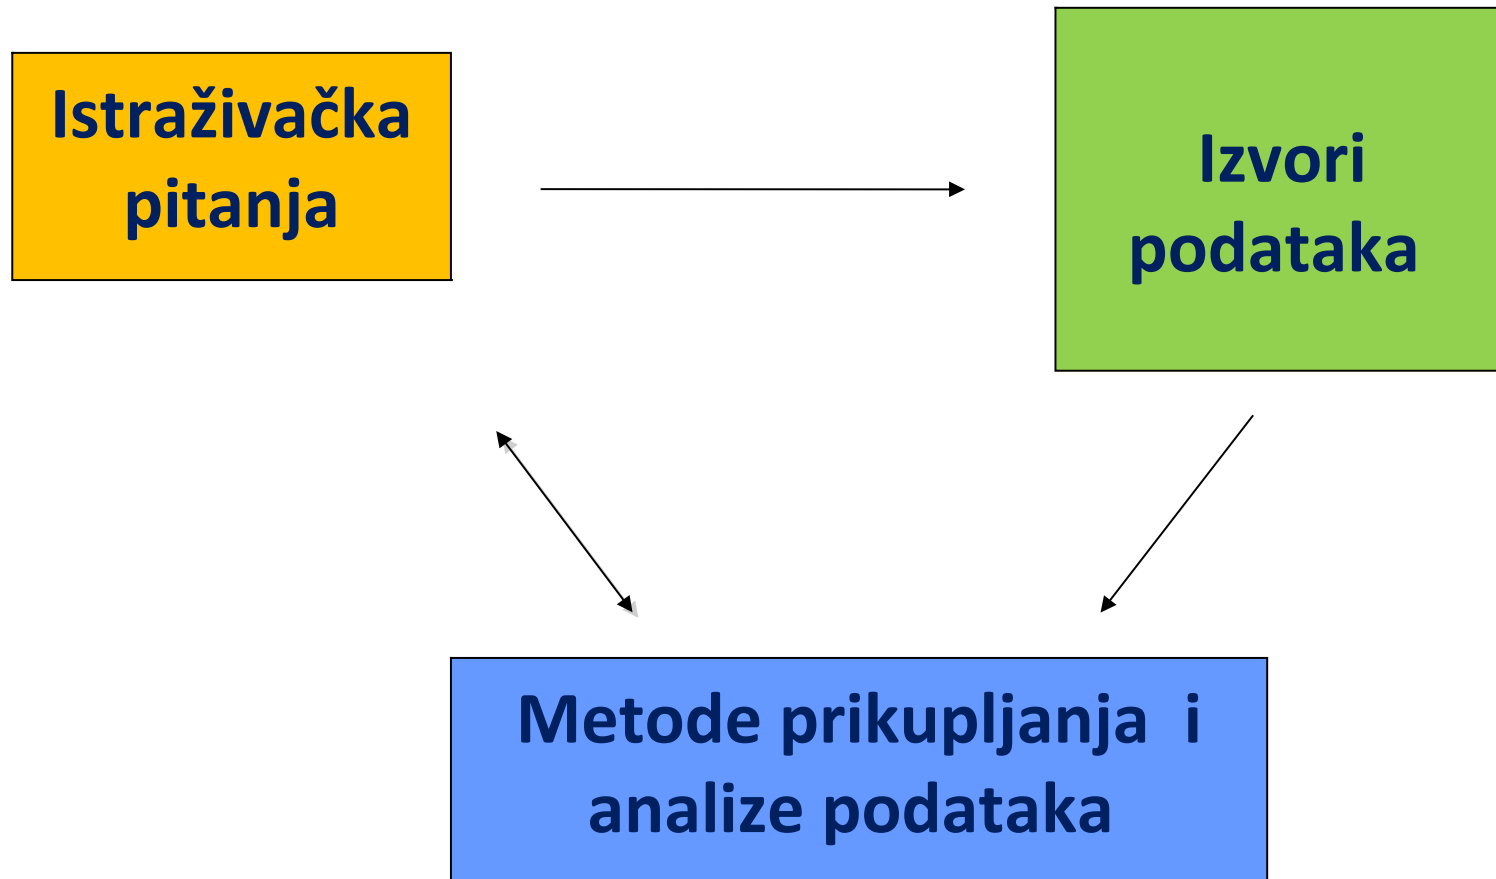 Istraživačka
pitanja
Izvori
podataka
Metode prikupljanja  i
analize podataka